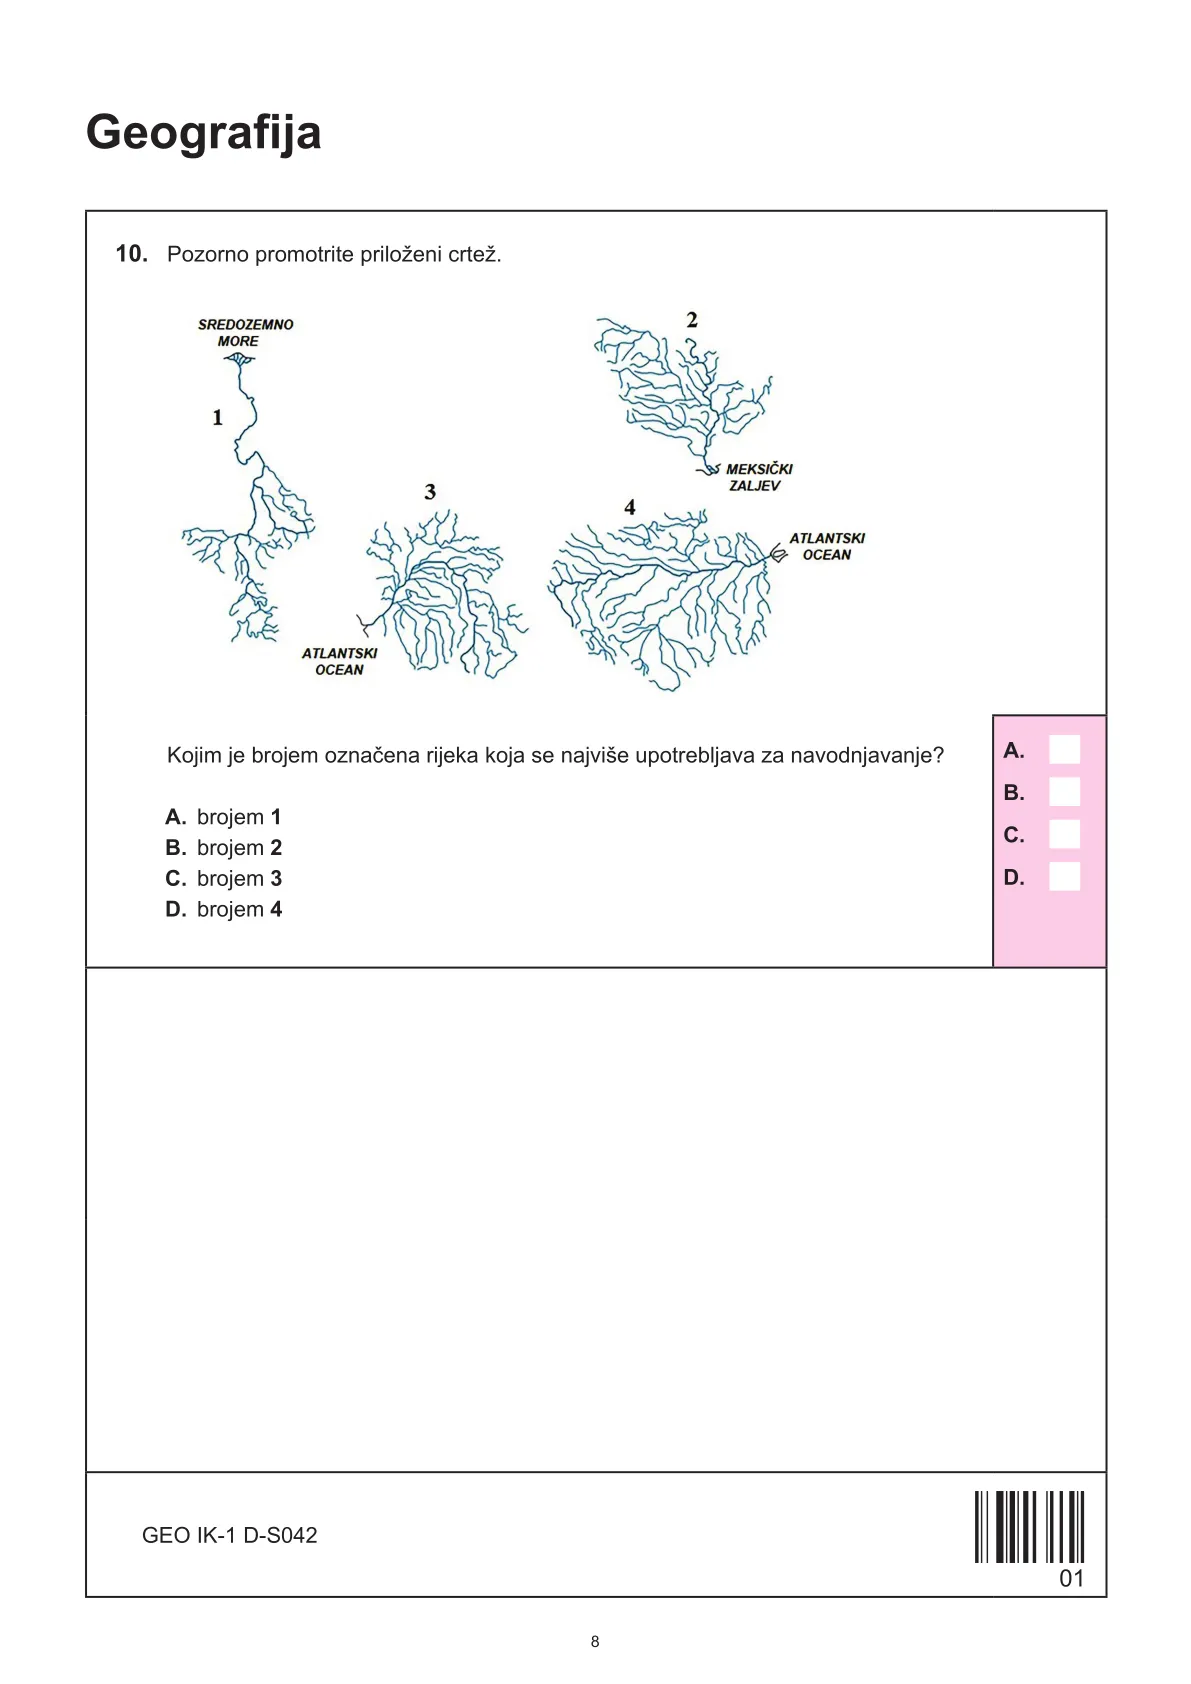 Geografija
10. Pozorno promotrite priloženi crtež.
SREDOZEMNO
MORE
1
2
MEKSIČKI
ZALJEV
3
4
ATLANTSKI
OCEAN
ATLANTSKI
OCEAN
Kojim je brojem označena rijeka koja se najviše upotrebljava za navodnjavanje?
A. brojem 1
B. brojem 2
C. brojem 3
D. brojem 4
A.
B.
C.
D.
GEO IK-1 D-S042
01
8